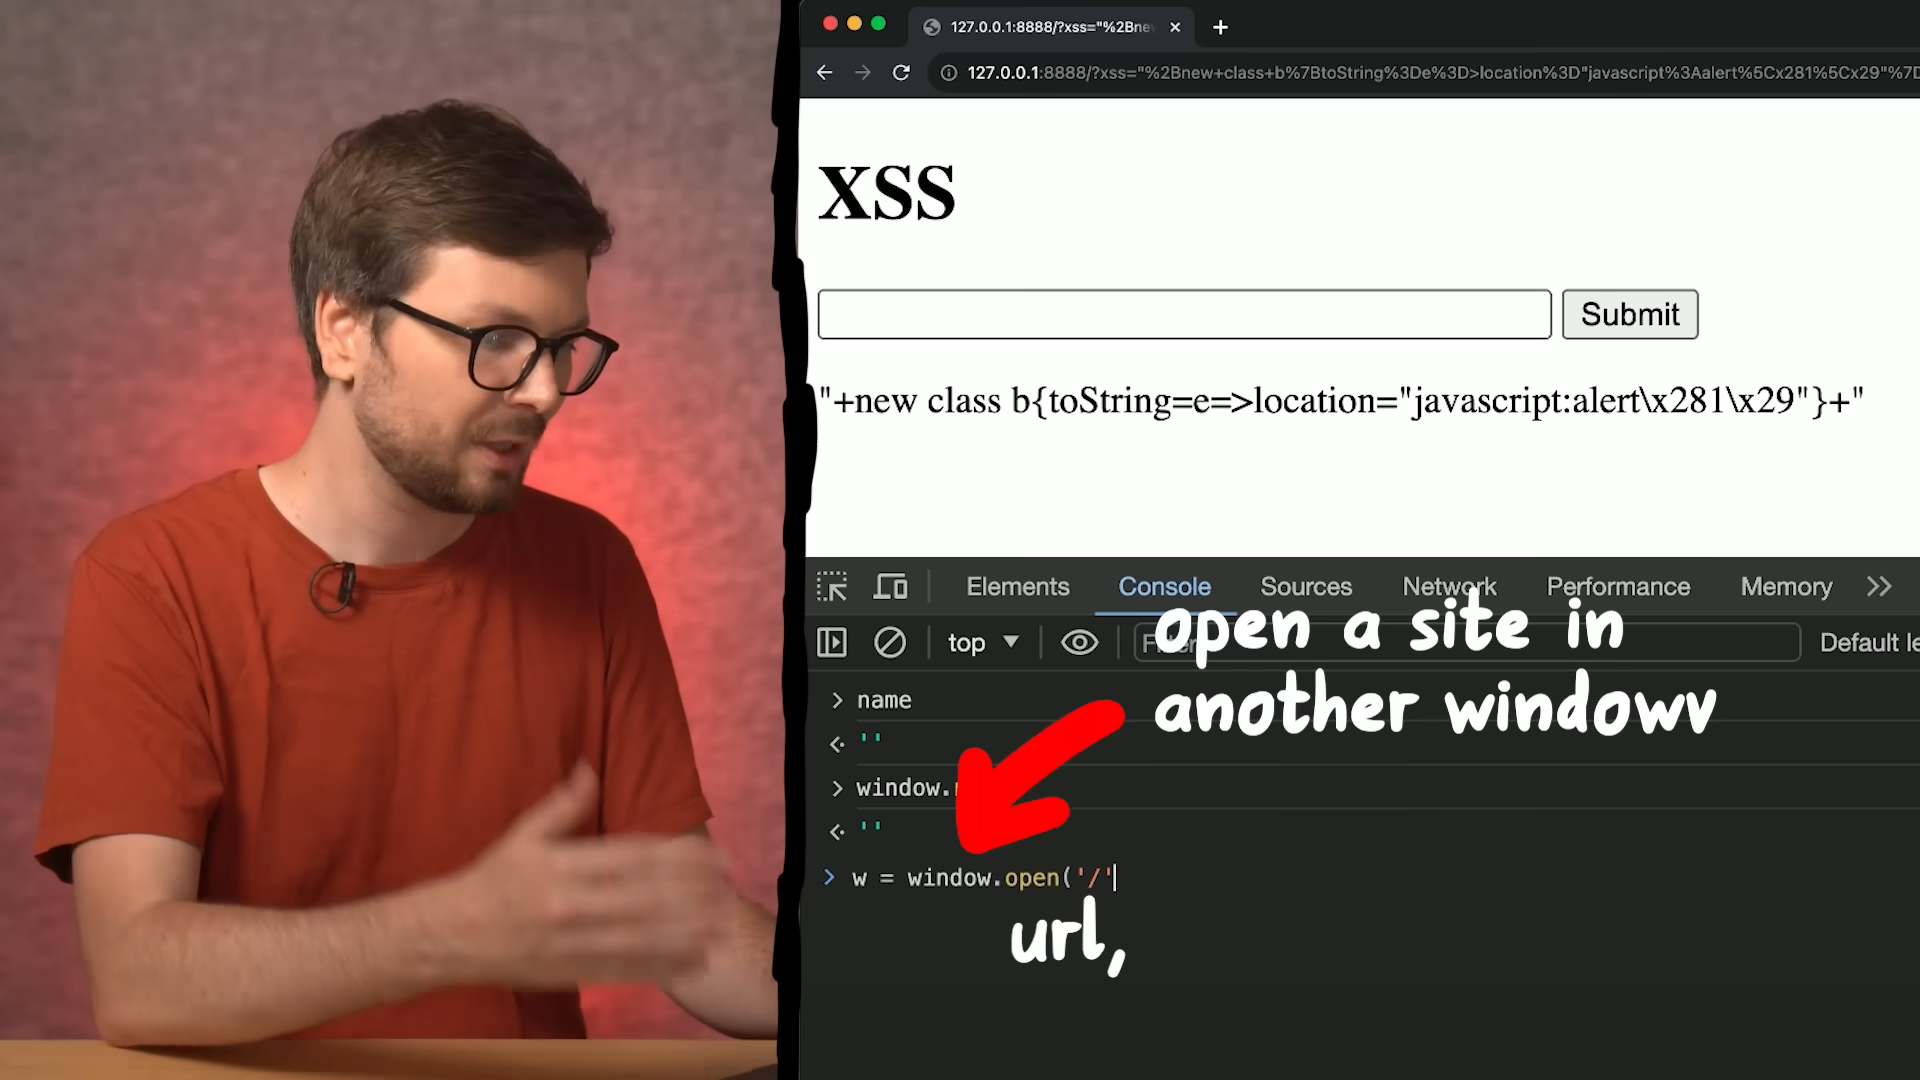 127.0.0.1:8888/?xss="%2Bne
127.0.0.1:8888/?xss="%2Bnew+class+b%7BtoString%3De%3D>location%3D"javascript%3Aalert%5Cx281%5Cx29"%7D
XSS
Submit
"+new class b{toString=e=>location="javascript:alert\x281\x29"}+"
Elements Console Sources Network Performance Memory
top Default le
open a site in
another windowv
> name
''
> window.
''
> w = window.open('/'
url,